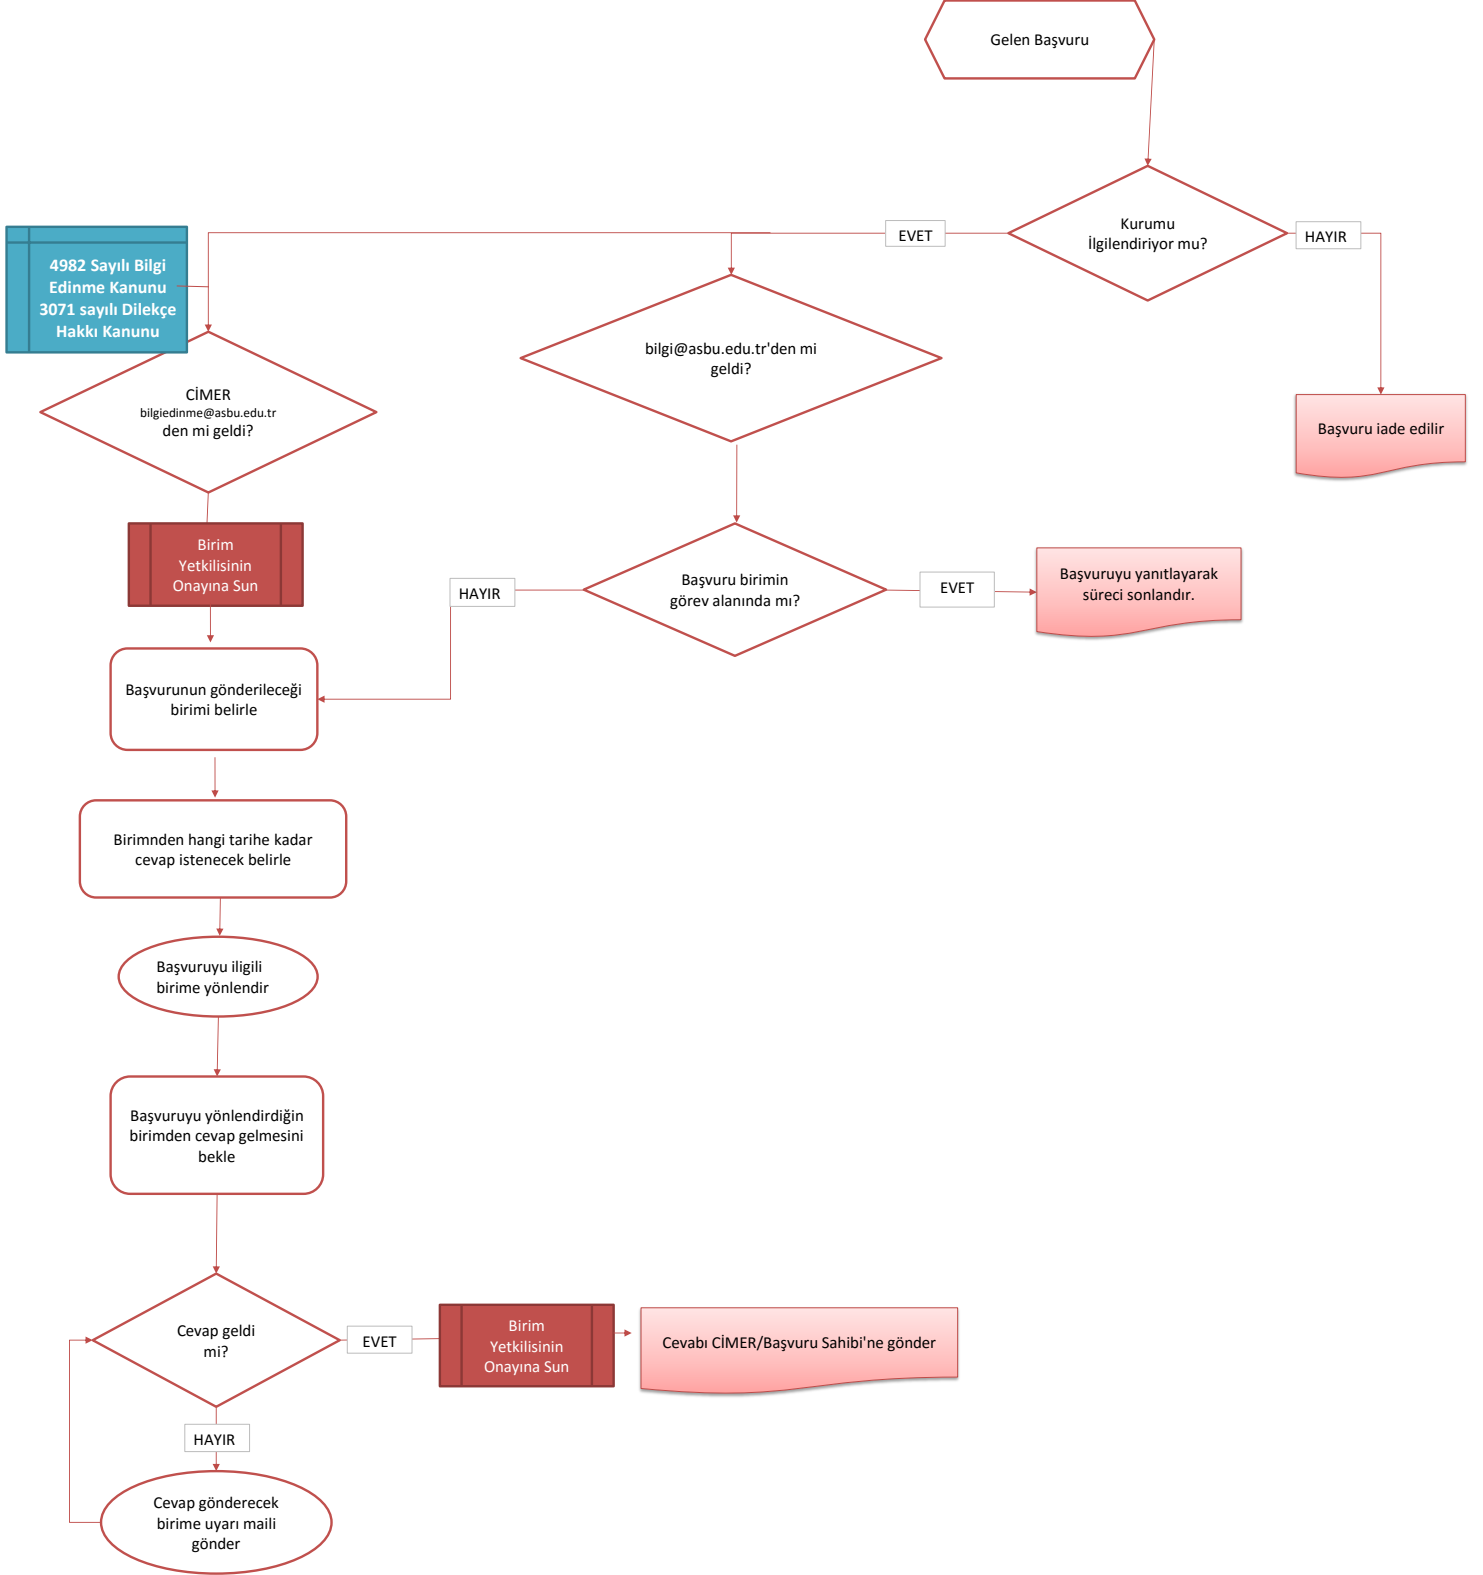 Gelen Başvuru
Kurumu
İlgilendiriyor mu?
EVET
HAYIR
4982 Sayılı Bilgi
Edinme Kanunu
3071 sayılı Dilekçe
Hakkı Kanunu
bilgi@asbu.edu.tr'den mi
geldi?
CİMER
bilgiedinme@asbu.edu.tr
den mi geldi?
Başvuru iade edilir
Birim
Yetkilisinin
Onayına Sun
HAYIR
Başvuru birimin
görev alanında mı?
EVET
Başvuruyu yanıtlayarak
süreci sonlandır.
Başvurunun gönderileceği
birimi belirle
Birimnden hangi tarihe kadar
cevap istenecek belirle
Başvuruyu iligili
birime yönlendir
Başvuruyu yönlendirdiğin
birimden cevap gelmesini
bekle
Cevap geldi
mi?
EVET
Birim
Yetkilisinin
Onayına Sun
Cevabı CİMER/Başvuru Sahibi'ne gönder
HAYIR
Cevap gönderecek
birime uyarı maili
gönder